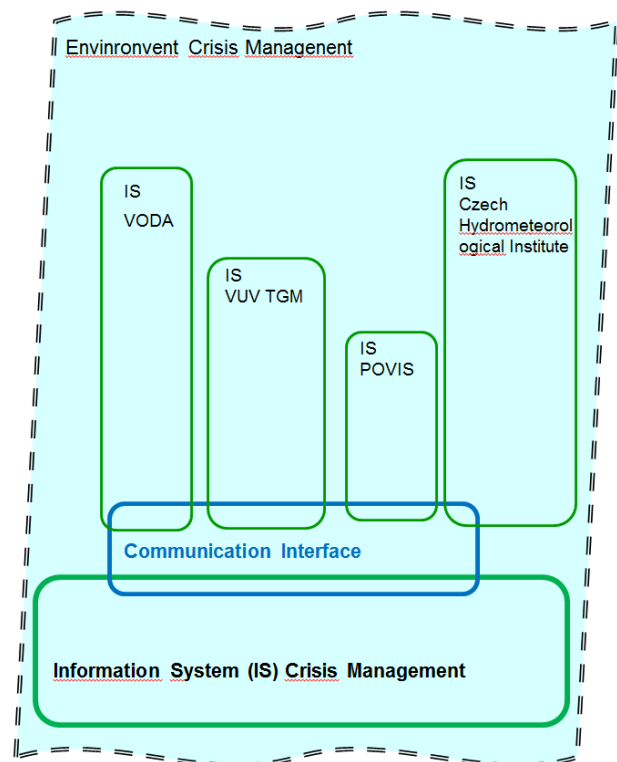 Envinronvent Crisis Managenent
IS
VODA
IS
VUV TGM
IS
POVIS
IS
Czech
Hydrometeorol
ogical Institute
Communication Interface
Information System (IS) Crisis Management